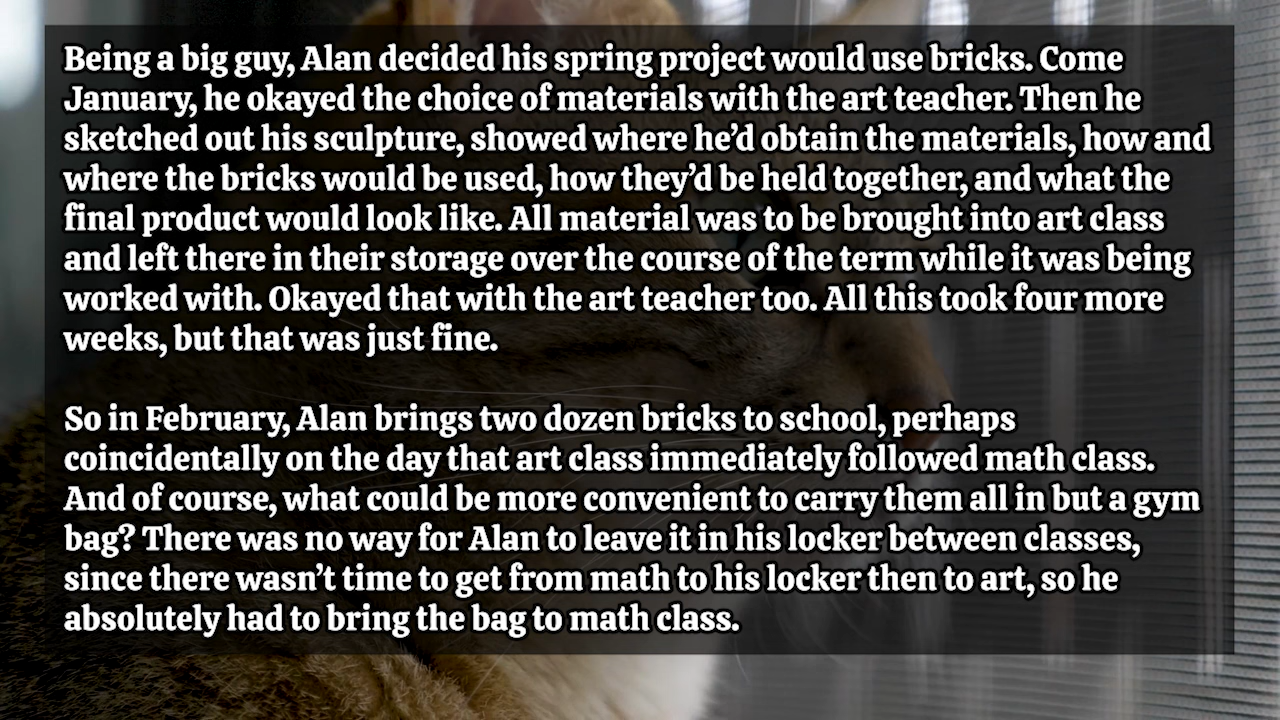 Being a big guy, Alan decided his spring project would use bricks. Come
January, he okayed the choice of materials with the art teacher. Then he
sketched out his sculpture, showed where he’d obtain the materials, how and
where the bricks would be used, how they’d be held together, and what the
final product would look like. All material was to be brought into art class
and left there in their storage over the course of the term while it was being
worked with. Okayed that with the art teacher too. All this took four more
weeks, but that was just fine.
So in February, Alan brings two dozen bricks to school, perhaps
coincidentally on the day that art class immediately followed math class.
And of course, what could be more convenient to carry them all in but a gym
bag? There was no way for Alan to leave it in his locker between classes,
since there wasn’t time to get from math to his locker then to art, so he
absolutely had to bring the bag to math class.